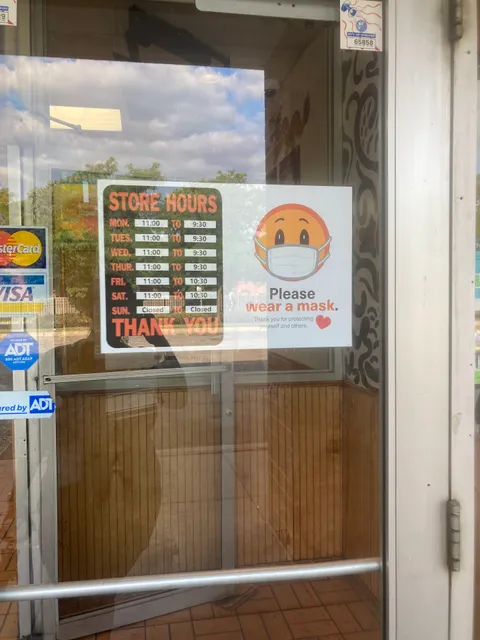 65858
STORE HOURS
MON. 11:00 TO 9:30
TUES. 11:00 TO 9:30
WED. 11:00 TO 9:30
THUR. 11:00 TO 9:30
FRI. 11:00 TO 10:30
SAT. 11:00 TO 10:30
SUN. Closed TO Closed
THANK YOU
Please
wear a mask.
Thank you for protecting
yourself and others.
sterCard
VISA
ADT
ered by ADT